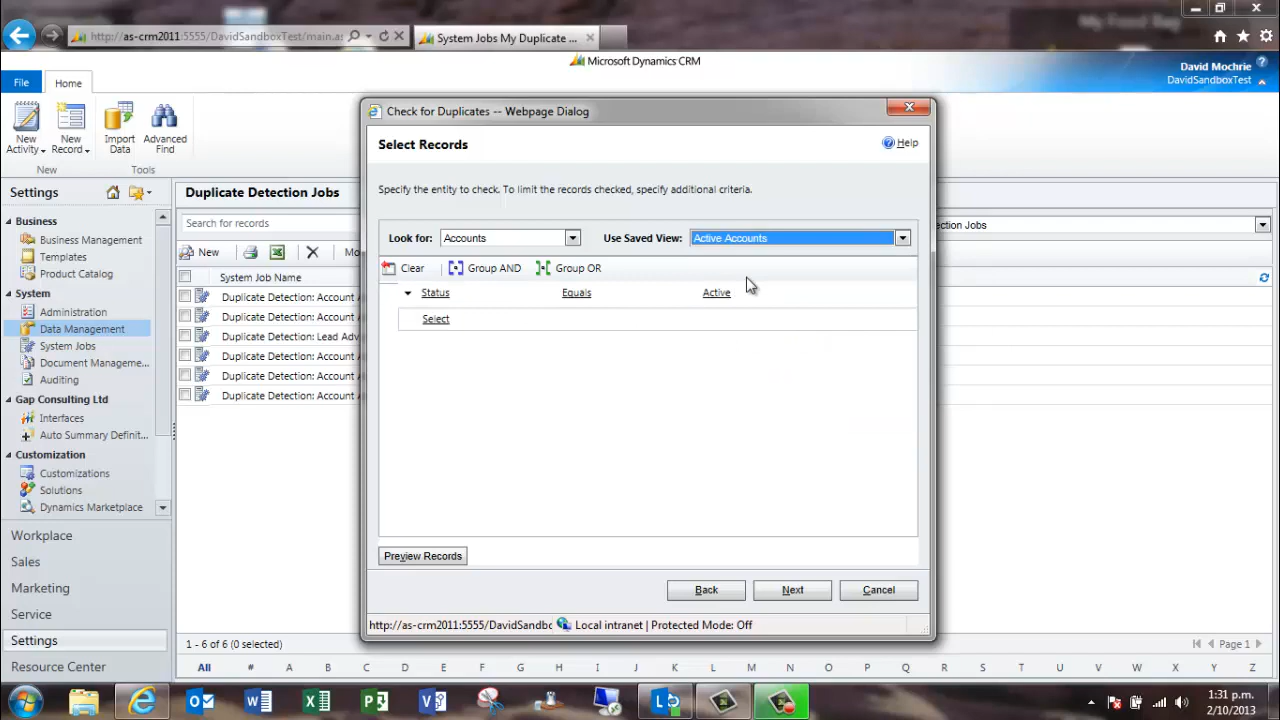 http://as-crm2011:5555/DavidSandboxTest/main.as
System Jobs My Duplicate ...
Microsoft Dynamics CRM
David Mochrie
DavidSandboxTest
File
Home
New Activity
New Record
Import Data
Advanced Find
New
Tools
Settings
Business
Business Management
Templates
Product Catalog
System
Administration
Data Management
System Jobs
Document Manageme...
Auditing
Gap Consulting Ltd
Interfaces
Auto Summary Definit...
Customization
Customizations
Solutions
Dynamics Marketplace
Workplace
Sales
Marketing
Service
Settings
Resource Center
Duplicate Detection Jobs
Search for records
ion Jobs
New
Mo
System Job Name
Duplicate Detection: Account A
Duplicate Detection: Account A
Duplicate Detection: Lead Adv
Duplicate Detection: Account A
Duplicate Detection: Account A
Duplicate Detection: Account A
Check for Duplicates -- Webpage Dialog
Select Records
Help
Specify the entity to check. To limit the records checked, specify additional criteria.
Look for: Accounts
Use Saved View: Active Accounts
Clear
Group AND
Group OR
Status Equals Active
Select
Preview Records
Back
Next
Cancel
http://as-crm2011:5555/DavidSandbo
Local intranet | Protected Mode: Off
1 - 6 of 6 (0 selected)
Page 1
All # A B C D E F G H I J K L M N O P Q R S T U V W X Y Z
1:31 p.m.
2/10/2013